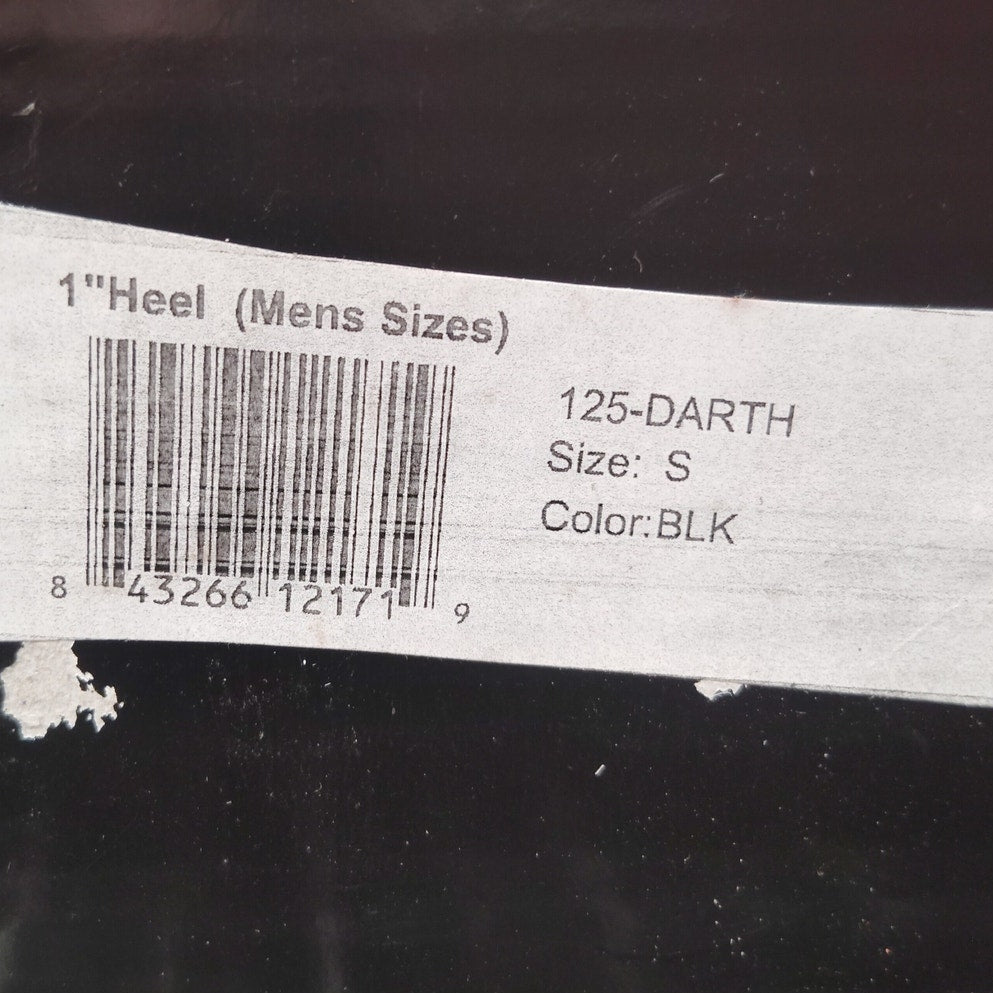 1"Heel (Mens Sizes)
125-DARTH
Size: S
Color:BLK
8 43266 12171 9